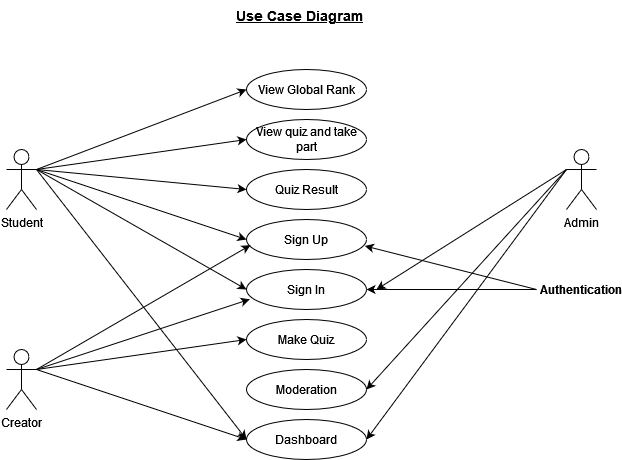 Use Case Diagram
View Global Rank
View quiz and take
part
Quiz Result
Student
Admin
Sign Up
Sign In
Authentication
Make Quiz
Moderation
Creator
Dashboard